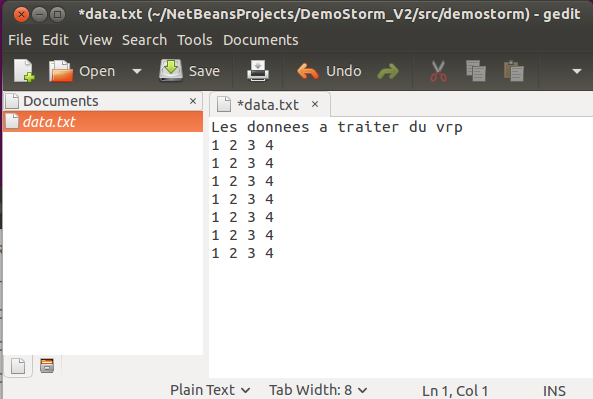 *data.txt (~/NetBeansProjects/DemoStorm_V2/src/demostorm) - gedit
File Edit View Search Tools Documents
Open Save Undo
Documents ×
data.txt
*data.txt ×
Les donnees a traiter du vrp
1 2 3 4
1 2 3 4
1 2 3 4
1 2 3 4
1 2 3 4
1 2 3 4
1 2 3 4
Plain Text Tab Width: 8 Ln 1, Col 1 INS